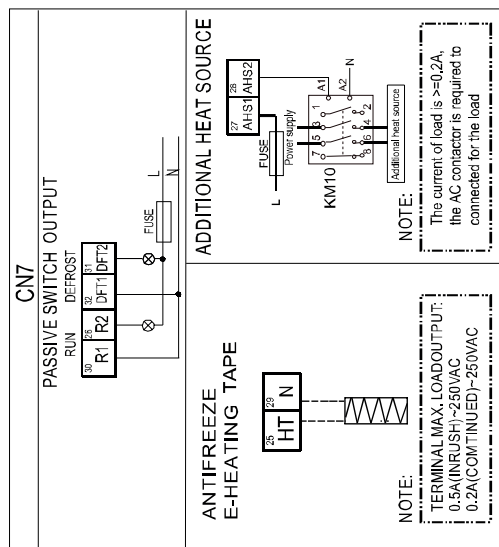 CN7
PASSIVE SWITCH OUTPUT
RUN DEFROST
30 26 32 31
R1 R2 DFT1 DFT2
FUSE
L
N
ANTIFREEZE
E-HEATING TAPE
25 29
HT N
NOTE:
TERMINAL MAX. LOADOUTPUT:
0.5A(INRUSH)~250VAC
0.2A(COMTINUED)~250VAC
ADDITIONAL HEAT SOURCE
27 28
AHS1 AHS2
FUSE
L
Power supply
N
A1 A2
1 2
3 4
5 6
7 8
KM10
Additional heat source
NOTE:
The current of load is >=0.2A,
the AC contactor is required to
connected for the load